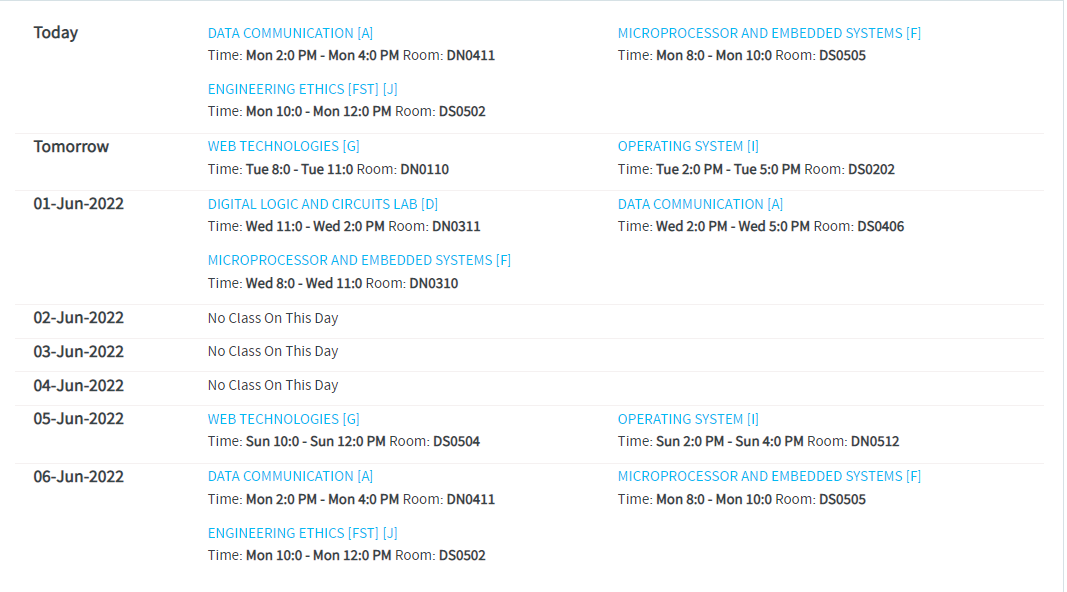 Today
DATA COMMUNICATION [A]
Time: Mon 2:0 PM - Mon 4:0 PM Room: DN0411
MICROPROCESSOR AND EMBEDDED SYSTEMS [F]
Time: Mon 8:0 - Mon 10:0 Room: DS0505
ENGINEERING ETHICS [FST] [J]
Time: Mon 10:0 - Mon 12:0 PM Room: DS0502
Tomorrow
WEB TECHNOLOGIES [G]
Time: Tue 8:0 - Tue 11:0 Room: DN0110
OPERATING SYSTEM [I]
Time: Tue 2:0 PM - Tue 5:0 PM Room: DS0202
01-Jun-2022
DIGITAL LOGIC AND CIRCUITS LAB [D]
Time: Wed 11:0 - Wed 2:0 PM Room: DN0311
DATA COMMUNICATION [A]
Time: Wed 2:0 PM - Wed 5:0 PM Room: DS0406
MICROPROCESSOR AND EMBEDDED SYSTEMS [F]
Time: Wed 8:0 - Wed 11:0 Room: DN0310
02-Jun-2022
No Class On This Day
03-Jun-2022
No Class On This Day
04-Jun-2022
No Class On This Day
05-Jun-2022
WEB TECHNOLOGIES [G]
Time: Sun 10:0 - Sun 12:0 PM Room: DS0504
OPERATING SYSTEM [I]
Time: Sun 2:0 PM - Sun 4:0 PM Room: DN0512
06-Jun-2022
DATA COMMUNICATION [A]
Time: Mon 2:0 PM - Mon 4:0 PM Room: DN0411
MICROPROCESSOR AND EMBEDDED SYSTEMS [F]
Time: Mon 8:0 - Mon 10:0 Room: DS0505
ENGINEERING ETHICS [FST] [J]
Time: Mon 10:0 - Mon 12:0 PM Room: DS0502